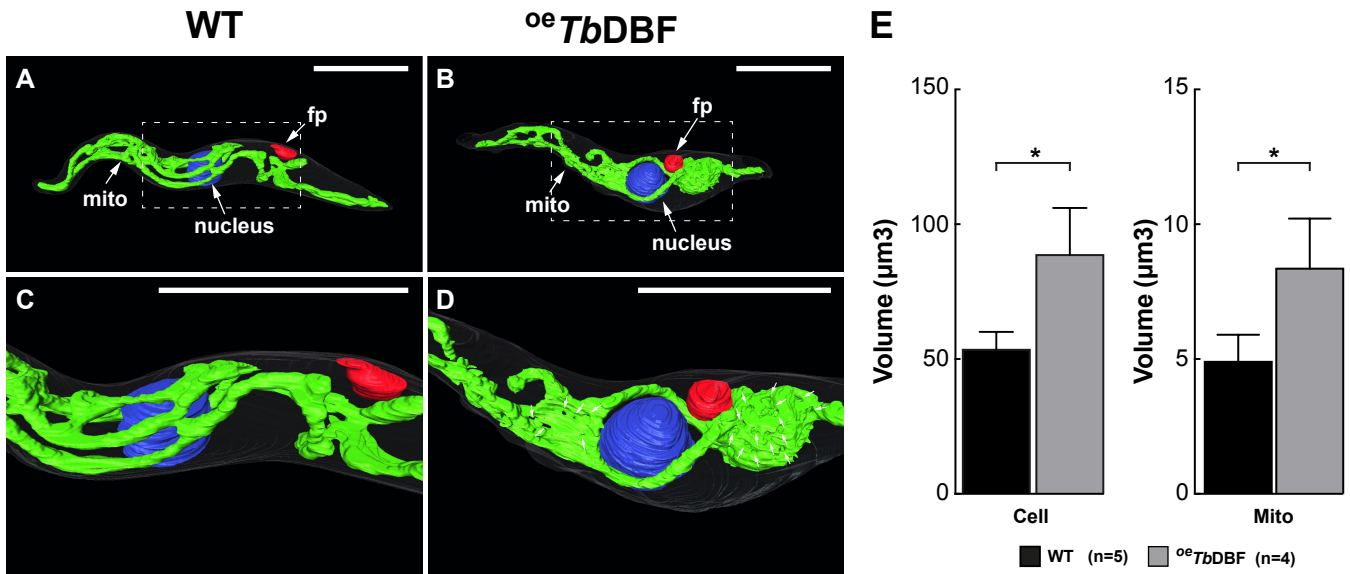 WT
oeTbDBF
E
A
fp
mito
nucleus
B
fp
mito
nucleus
C
D
Volume (µm3)
150
100
50
0
*
Cell
Volume (µm3)
15
10
5
0
*
Mito
WT (n=5) oeTbDBF (n=4)